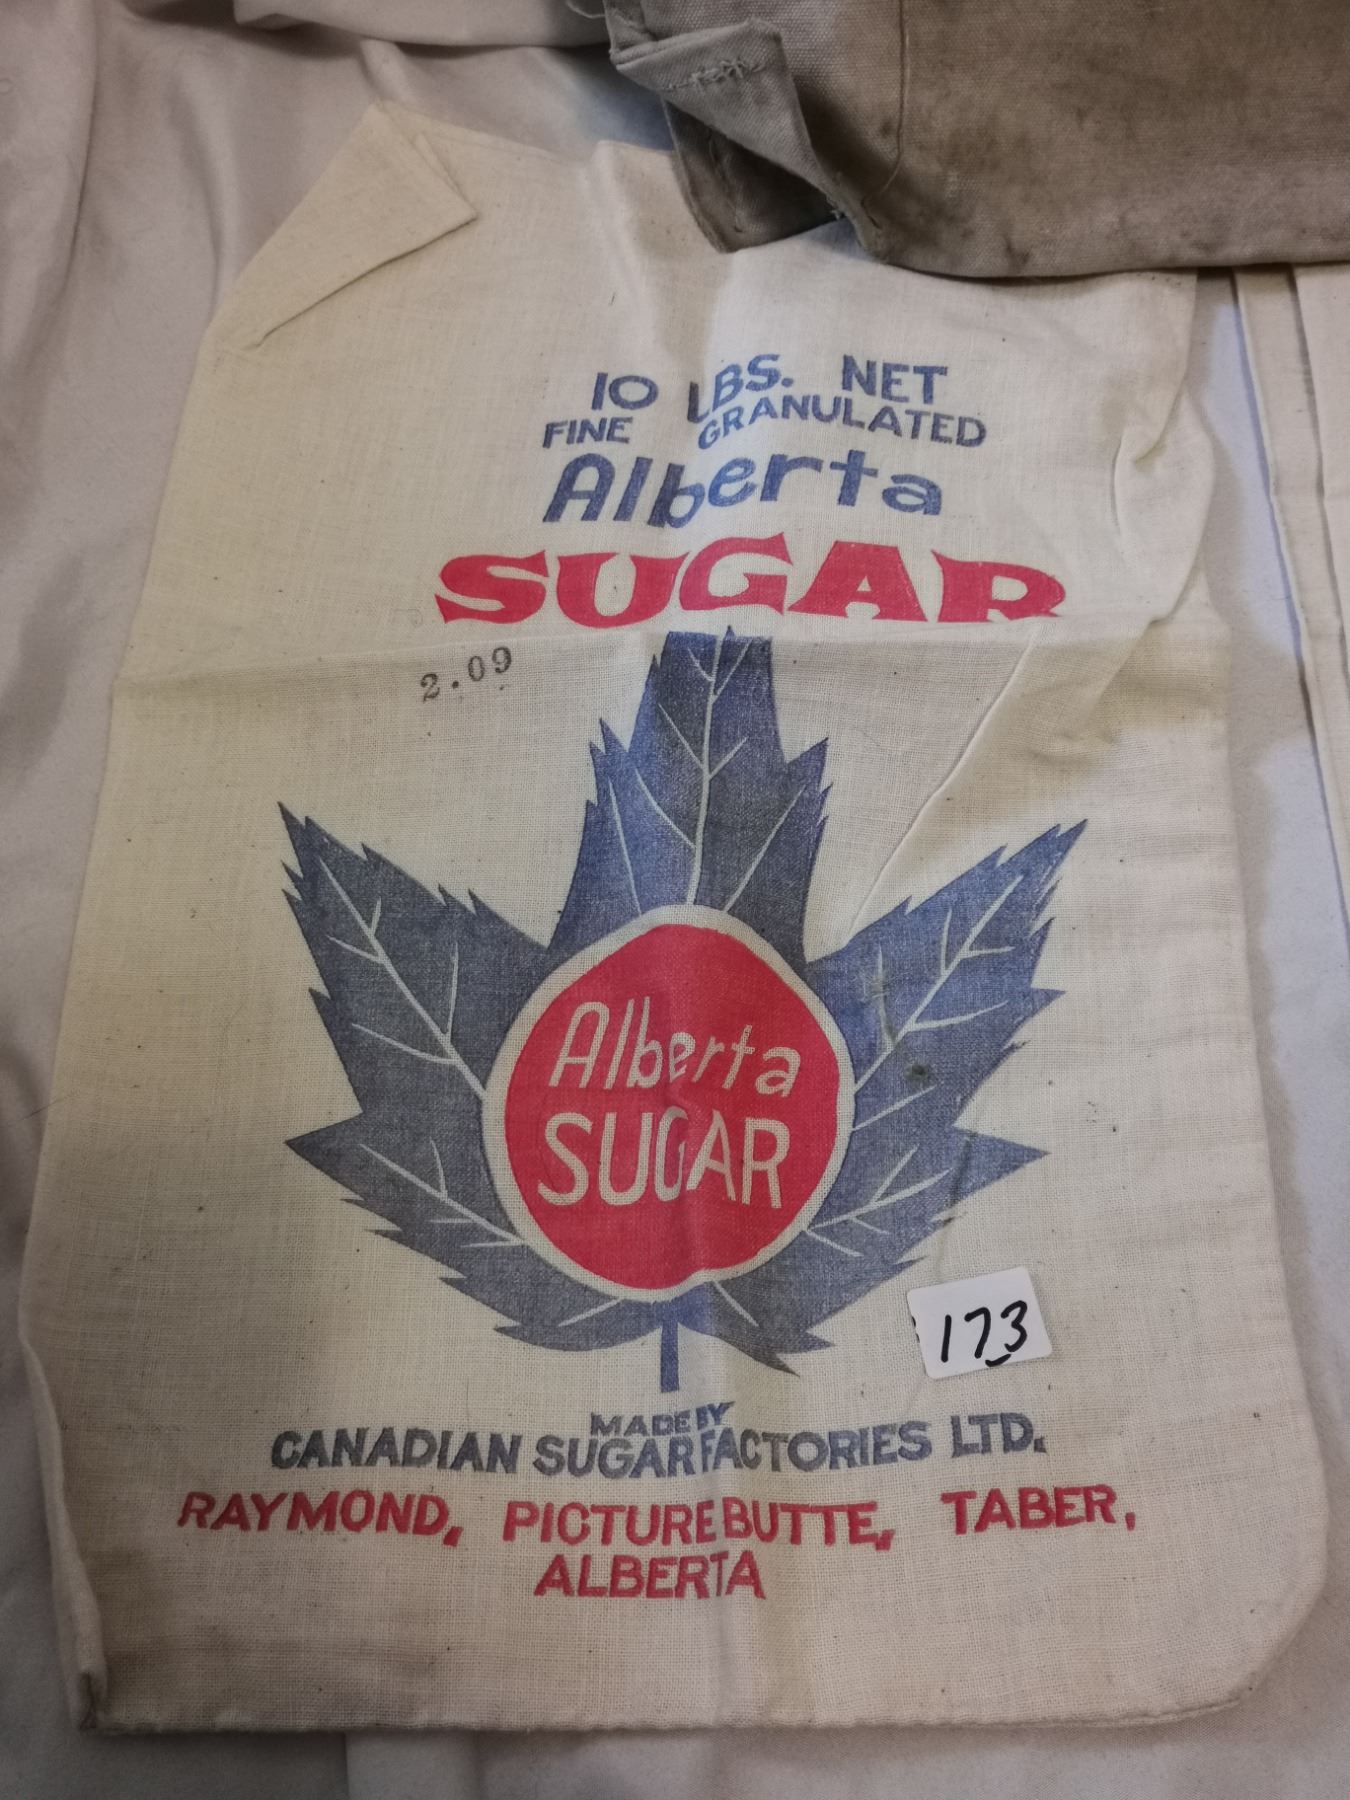 10 LBS. NET
FINE GRANULATED
Alberta
SUGAR
2.09
Alberta
SUGAR
173
MADE BY
CANADIAN SUGAR FACTORIES LTD.
RAYMOND, PICTURE BUTTE, TABER,
ALBERTA